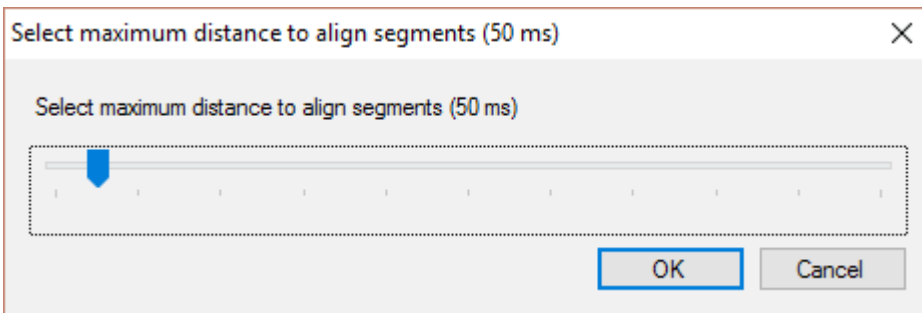 Select maximum distance to align segments (50 ms)
Select maximum distance to align segments (50 ms)
OK Cancel